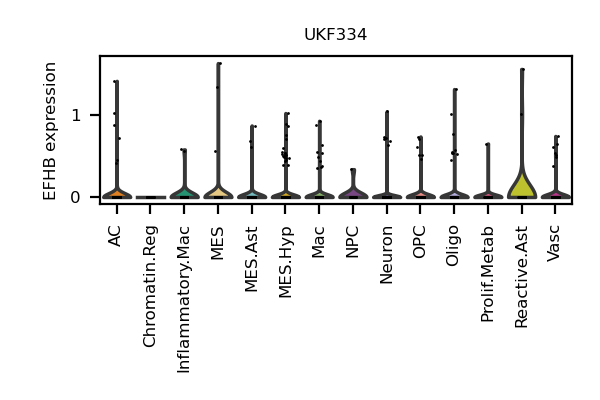 UKF334
EFHB expression
1
0
AC
Chromatin.Reg
Inflammatory.Mac
MES
MES.Ast
MES.Hyp
Mac
NPC
Neuron
OPC
Oligo
Prolif.Metab
Reactive.Ast
Vasc